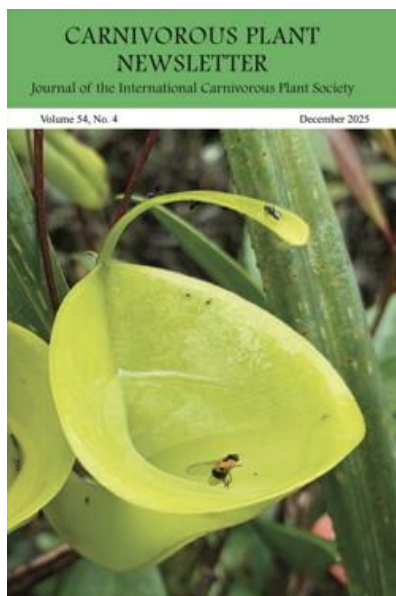 CARNIVOROUS PLANT
NEWSLETTER
Journal of the International Carnivorous Plant Society
Volume 54, No. 4
December 2025